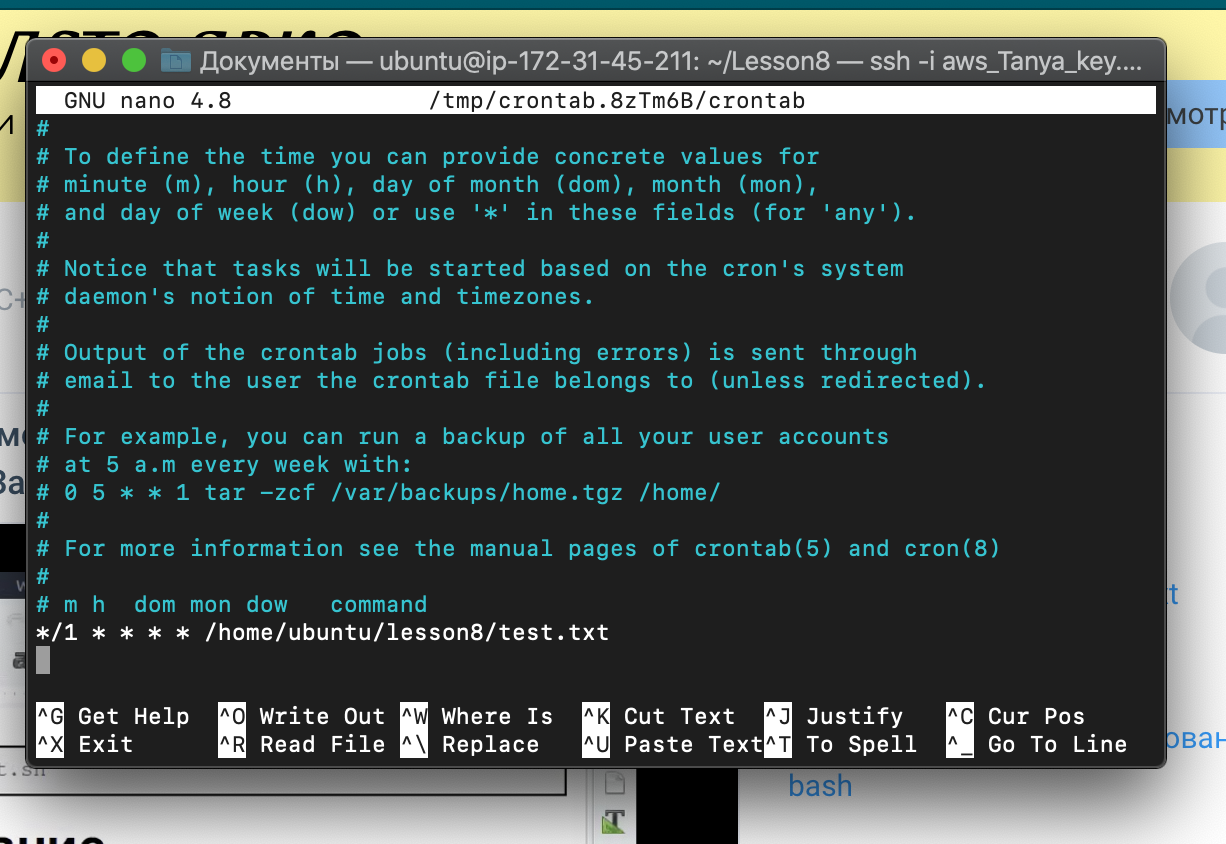 Лето ярко
Документы — ubuntu@ip-172-31-45-211: ~/Lesson8 — ssh -i aws_Tanya_key....
GNU nano 4.8 /tmp/crontab.8zTm6B/crontab
#
# To define the time you can provide concrete values for
# minute (m), hour (h), day of month (dom), month (mon),
# and day of week (dow) or use '*' in these fields (for 'any').
#
# Notice that tasks will be started based on the cron's system
# daemon's notion of time and timezones.
#
# Output of the crontab jobs (including errors) is sent through
# email to the user the crontab file belongs to (unless redirected).
#
# For example, you can run a backup of all your user accounts
# at 5 a.m every week with:
# 0 5 * * 1 tar -zcf /var/backups/home.tgz /home/
#
# For more information see the manual pages of crontab(5) and cron(8)
#
# m h  dom mon dow   command
*/1 * * * * /home/ubuntu/lesson8/test.txt
^G Get Help ^O Write Out ^W Where Is ^K Cut Text ^J Justify ^C Cur Pos
^X Exit ^R Read File ^\ Replace ^U Paste Text ^T To Spell ^_ Go To Line
bash